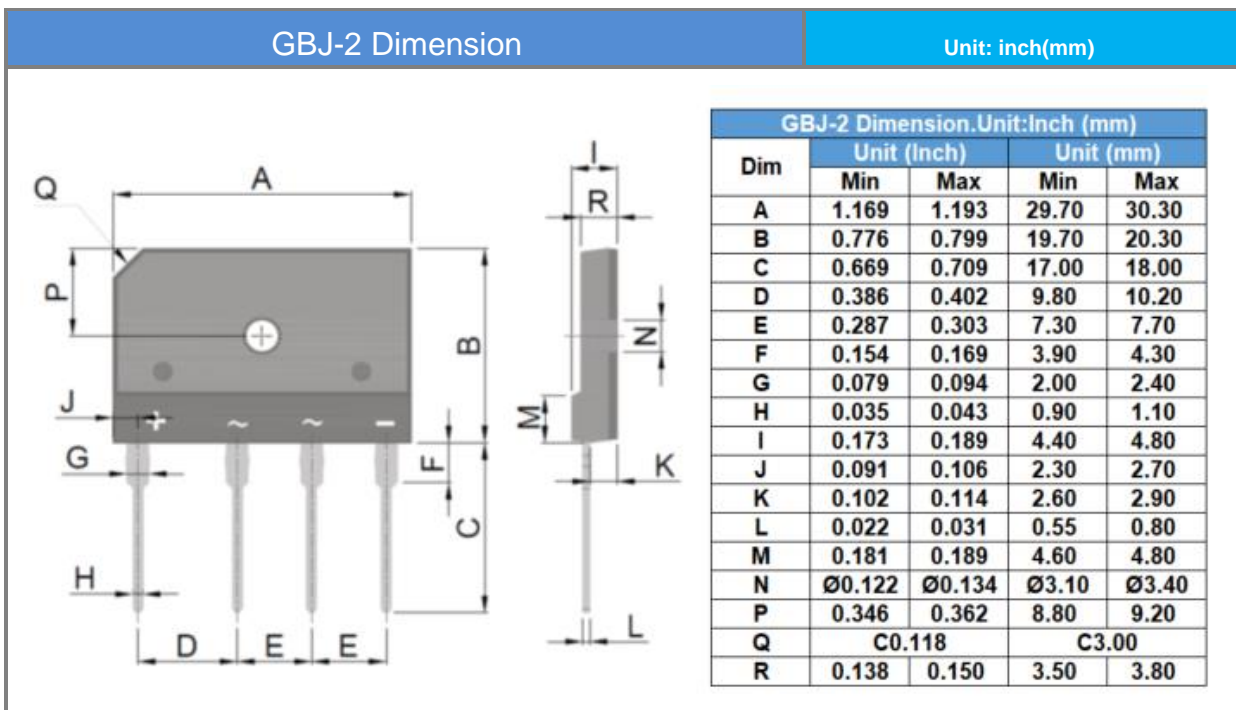 GBJ-2 Dimension Unit: inch(mm)
Q A
P
B
J + ~ ~ -
G
F
C
H
D E E
I
R
N
M
K
L
GBJ-2 Dimension.Unit:Inch (mm)
Dim Unit (Inch) Unit (mm)
Min Max Min Max
A 1.169 1.193 29.70 30.30
B 0.776 0.799 19.70 20.30
C 0.669 0.709 17.00 18.00
D 0.386 0.402 9.80 10.20
E 0.287 0.303 7.30 7.70
F 0.154 0.169 3.90 4.30
G 0.079 0.094 2.00 2.40
H 0.035 0.043 0.90 1.10
I 0.173 0.189 4.40 4.80
J 0.091 0.106 2.30 2.70
K 0.102 0.114 2.60 2.90
L 0.022 0.031 0.55 0.80
M 0.181 0.189 4.60 4.80
N Ø0.122 Ø0.134 Ø3.10 Ø3.40
P 0.346 0.362 8.80 9.20
Q C0.118 C3.00
R 0.138 0.150 3.50 3.80